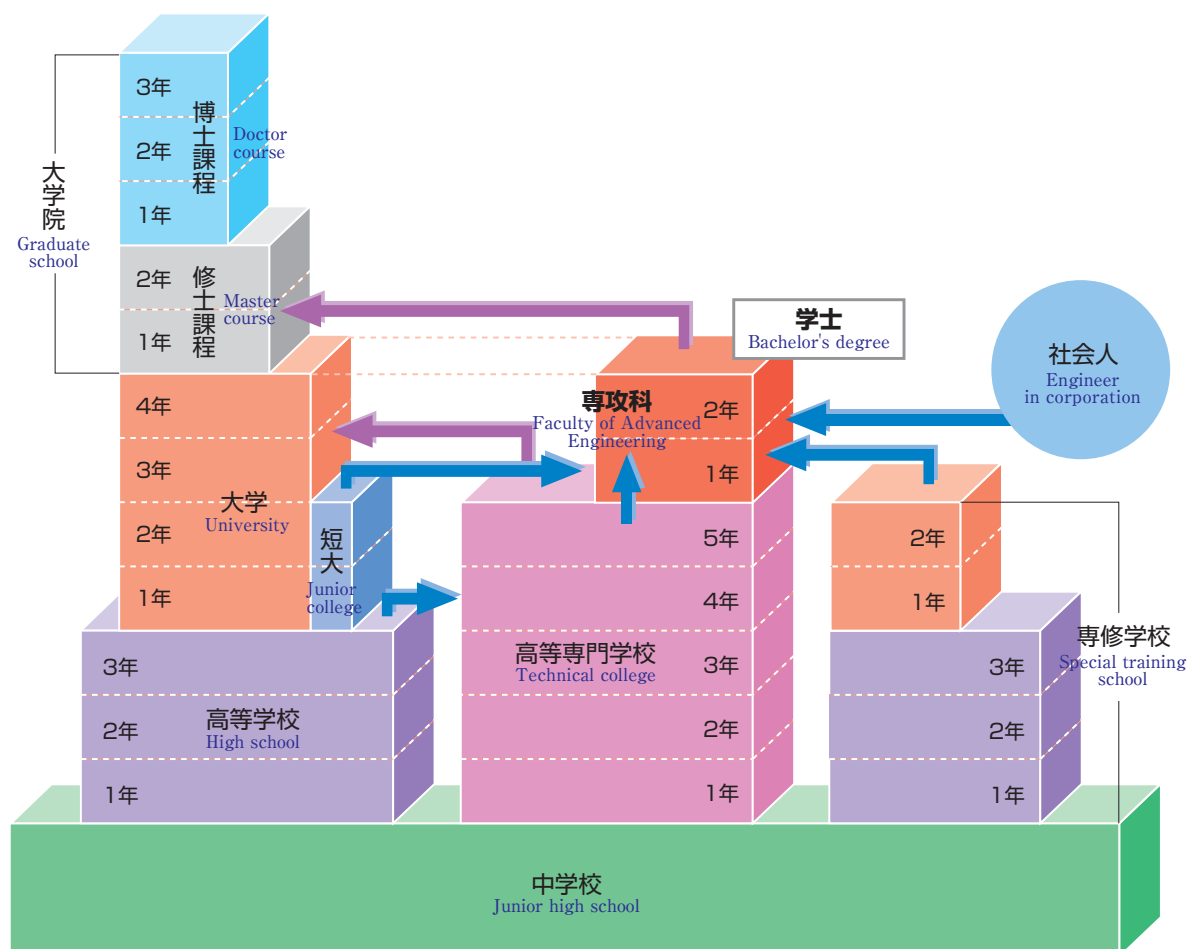 3年
2年
1年
博士課程
Doctor
course
大学院
Graduate
school
2年
1年
修士課程
Master
course
学士
Bachelor's degree
社会人
Engineer
in corporation
4年
3年
2年
1年
大学
University
短大
Junior
college
専攻科
Faculty of Advanced
Engineering
2年
1年
5年
4年
3年
2年
1年
高等専門学校
Technical college
2年
1年
3年
2年
1年
専修学校
Special training
school
3年
2年
1年
高等学校
High school
中学校
Junior high school